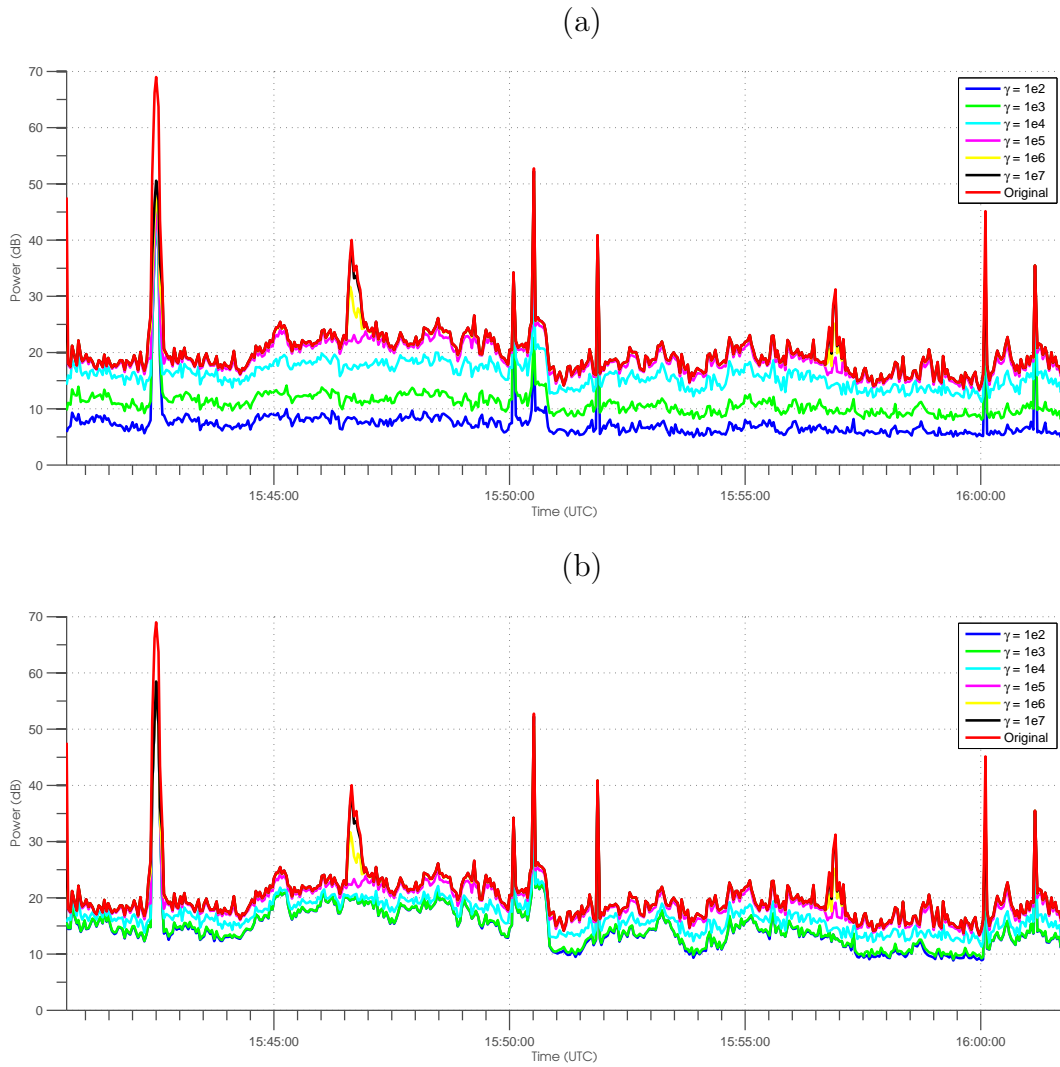 (a)
70
60
50
40
30
20
10
0
Power (dB)
γ = 1e2
γ = 1e3
γ = 1e4
γ = 1e5
γ = 1e6
γ = 1e7
Original
15:45:00
15:50:00
15:55:00
16:00:00
Time (UTC)
(b)
70
60
50
40
30
20
10
0
Power (dB)
γ = 1e2
γ = 1e3
γ = 1e4
γ = 1e5
γ = 1e6
γ = 1e7
Original
15:45:00
15:50:00
15:55:00
16:00:00
Time (UTC)